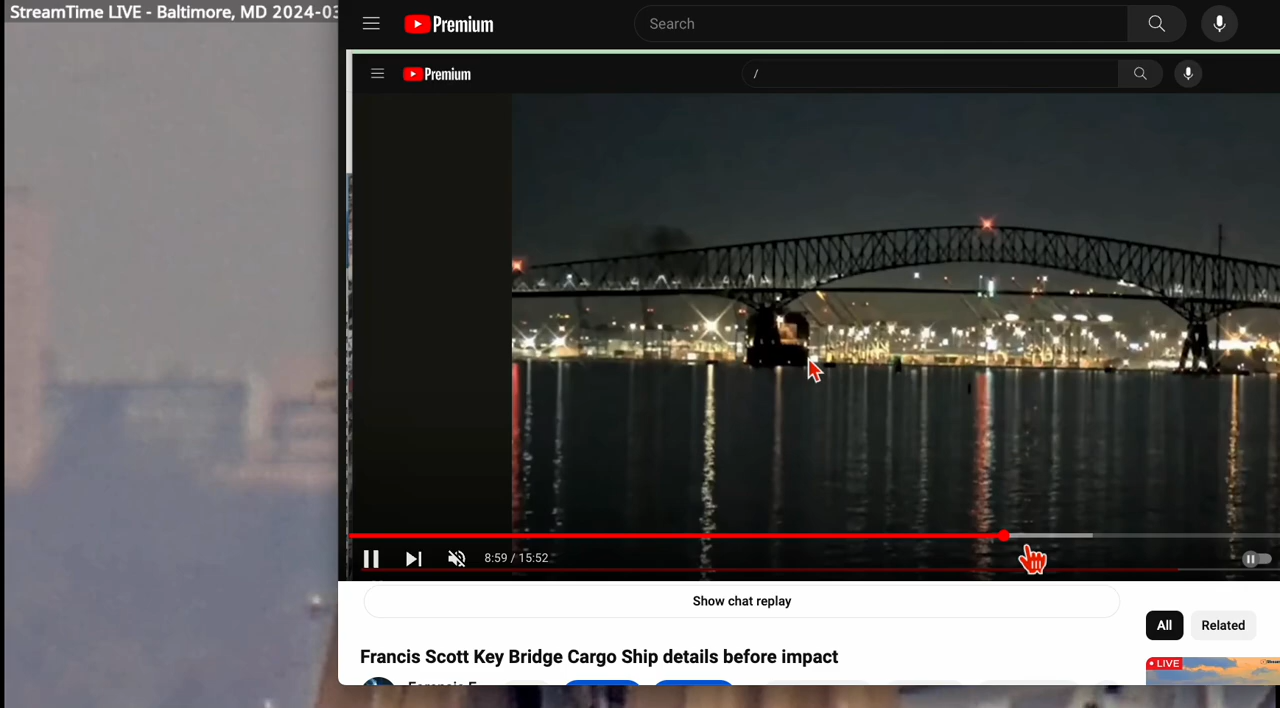 StreamTime LIVE - Baltimore, MD 2024-03
Premium
Search
Premium
/
8:59 / 15:52
Show chat replay
All
Related
Francis Scott Key Bridge Cargo Ship details before impact
LIVE